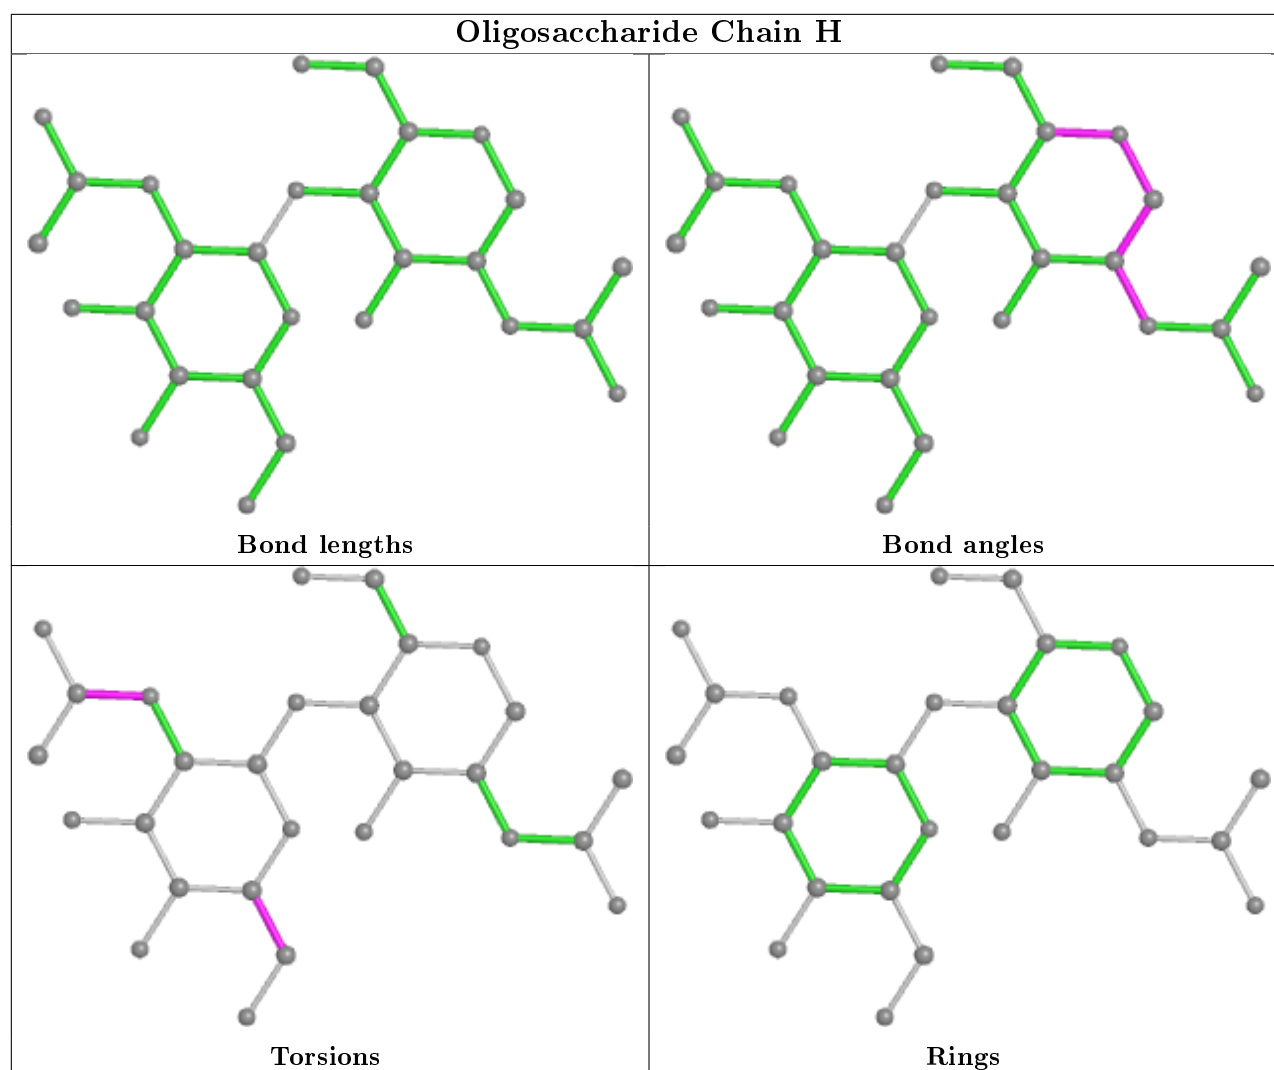 Oligosaccharide Chain H
Bond lengths
Bond angles
Torsions
Rings